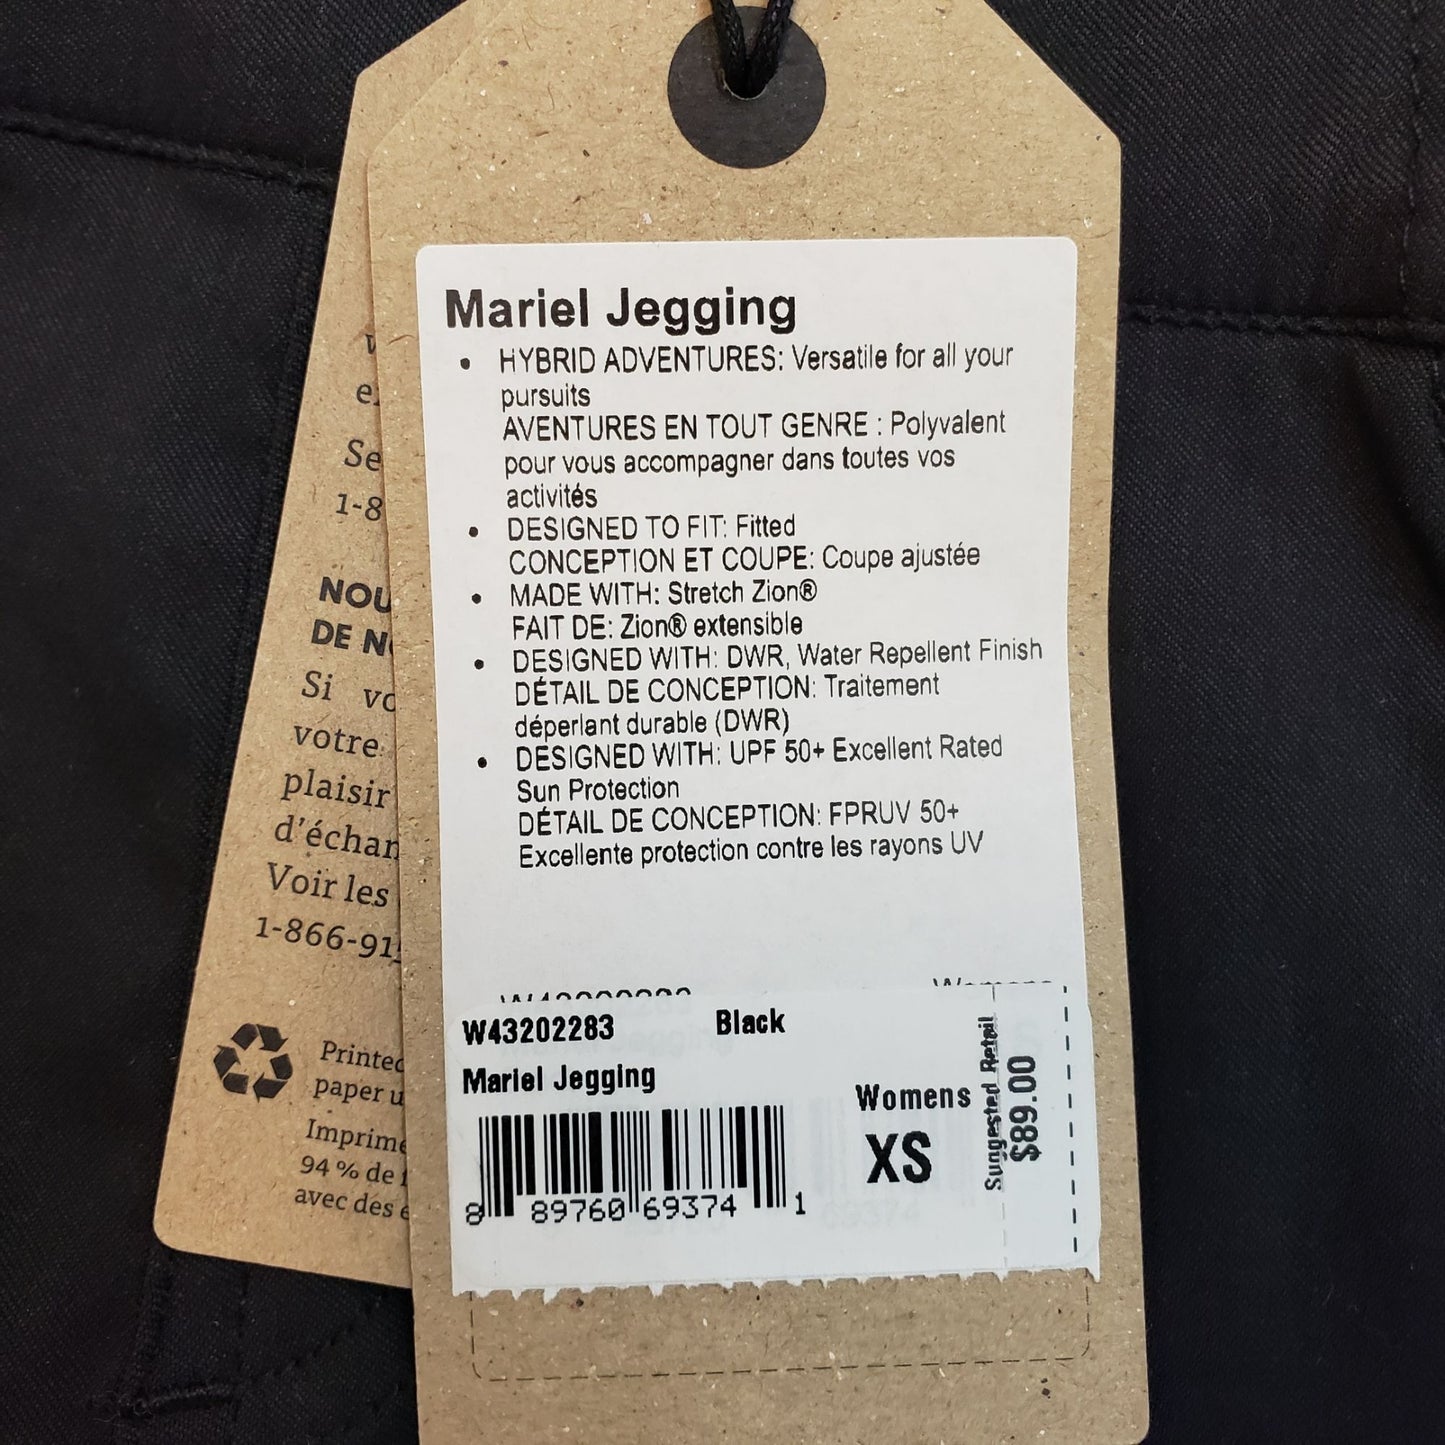 Mariel Jegging
• HYBRID ADVENTURES: Versatile for all your
pursuits
AVENTURES EN TOUT GENRE : Polyvalent
pour vous accompagner dans toutes vos
activités
• DESIGNED TO FIT: Fitted
CONCEPTION ET COUPE: Coupe ajustée
• MADE WITH: Stretch Zion®
FAIT DE: Zion® extensible
• DESIGNED WITH: DWR, Water Repellent Finish
DÉTAIL DE CONCEPTION: Traitement
déperlant durable (DWR)
• DESIGNED WITH: UPF 50+ Excellent Rated
Sun Protection
DÉTAIL DE CONCEPTION: FPRUV 50+
Excellente protection contre les rayons UV
W43202283 Black
Mariel Jegging
Womens
XS
8 89760 69374 1
Suggested Retail
$89.00
Se
1-8
NOU
DE N
Si vo
votre
plaisir
d'échan
Voir les
1-866-91
Printed
paper u
Imprimé
94 % de
avec des